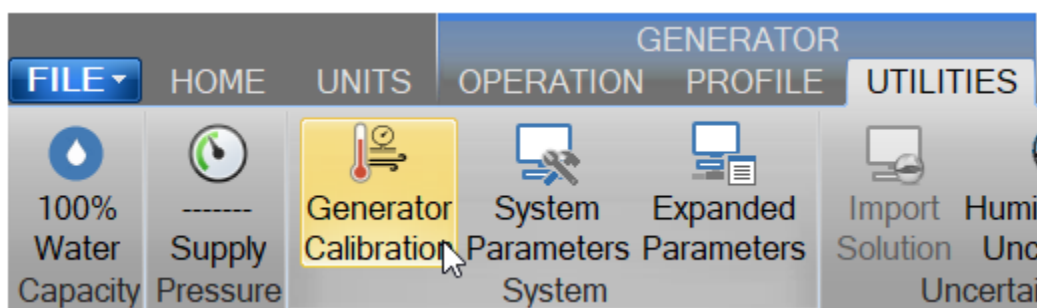 GENERATOR
FILE HOME UNITS OPERATION PROFILE UTILITIES
100% ------- Generator System Expanded Import
Water Supply Calibration Parameters Parameters Solution
Capacity Pressure System